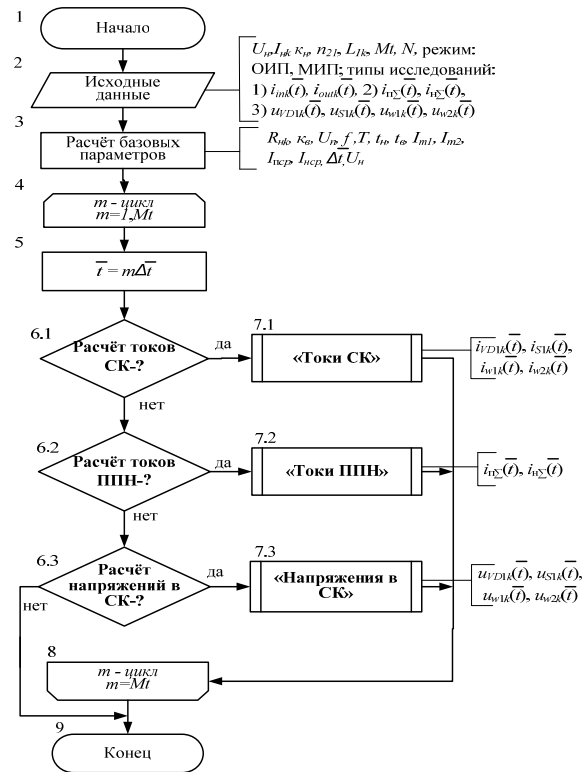 1
Начало
2
Исходные
данные
Uн,Iнk кн, n21, L1k, Mt, N, режим:
ОИП, МИП; типы исследований:
1) iink(t̅), ioutk(t̅), 2) iпΣ(t̅), iнΣ(t̅),
3) uVD1k(t̅), uS1k(t̅), uw1k(t̅), uw2k(t̅)
3
Расчёт базовых
параметров
Rнk, кв, Uп, f ,T, tн, tв, Im1, Im2,
Iпср, Iнср, Δt̅,Uн
4
m - цикл
m=1,Mt
5
t̅ = mΔt̅
6.1
Расчёт токов
СК-?
да
нет
7.1
«Токи СК»
iVD1k(t̅), iS1k(t̅),
iw1k(t̅), iw2k(t̅)
6.2
Расчёт токов
ППН-?
да
нет
7.2
«Токи ППН»
iпΣ(t̅), iнΣ(t̅)
6.3
Расчёт
напряжений в
СК-?
да
нет
7.3
«Напряжения в
СК»
uVD1k(t̅), uS1k(t̅),
uw1k(t̅), uw2k(t̅)
8
m - цикл
m=Mt
9
Конец